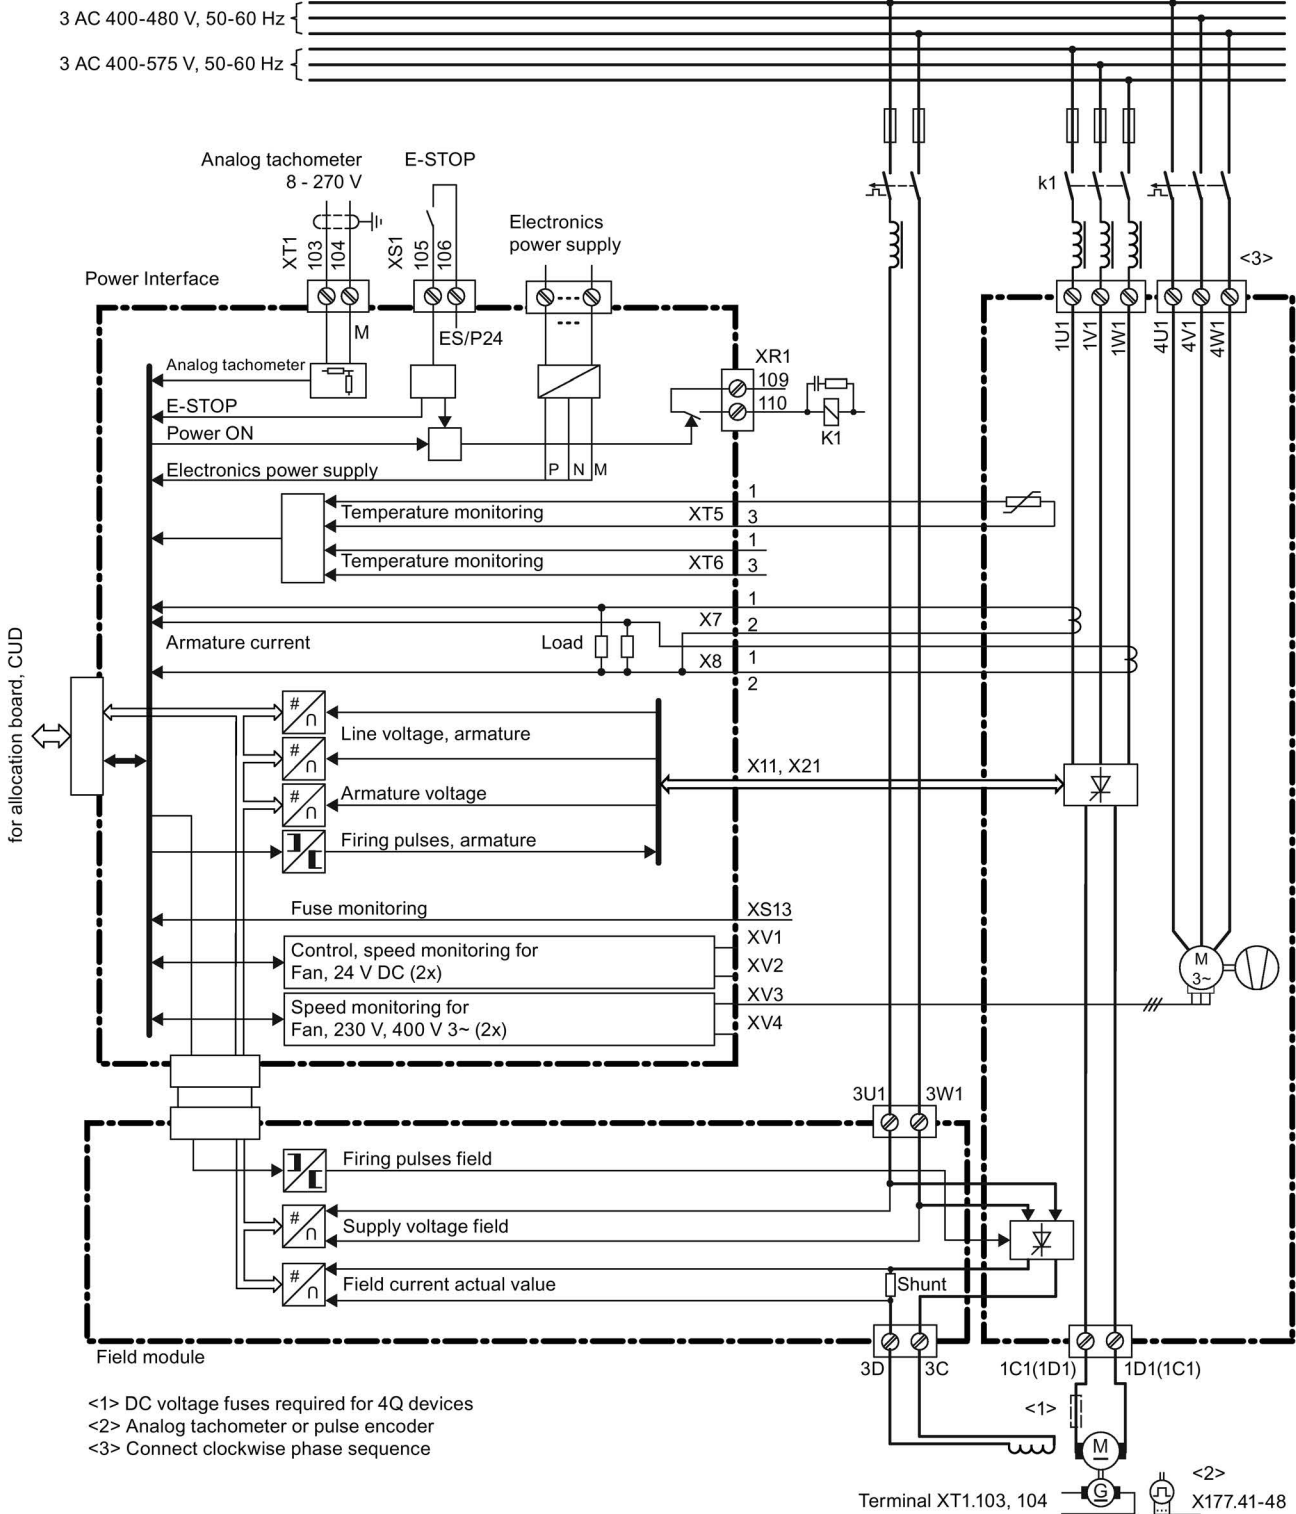 3 AC 400-480 V, 50-60 Hz
3 AC 400-575 V, 50-60 Hz
Analog tachometer
8 - 270 V
E-STOP
k1
Electronics
power supply
<3>
XT1
103
104
XS1
105
106
Power Interface
M
ES/P24
1U1
1V1
1W1
4U1
4V1
4W1
Analog tachometer
XR1
109
110
E-STOP
Power ON
K1
Electronics power supply
P N M
1
Temperature monitoring
XT5
3
1
Temperature monitoring
XT6
3
1
X7
2
Armature current
Load
X8
1
2
for allocation board, CUD
#
∩
Line voltage, armature
#
∩
X11, X21
Armature voltage
#
∩
Firing pulses, armature
Fuse monitoring
XS13
XV1
Control, speed monitoring for
Fan, 24 V DC (2x)
XV2
M
3~
XV3
Speed monitoring for
Fan, 230 V, 400 V 3~ (2x)
XV4
3U1
3W1
Firing pulses field
#
∩
Supply voltage field
#
∩
Field current actual value
Shunt
Field module
3D
3C
1C1(1D1)
1D1(1C1)
<1> DC voltage fuses required for 4Q devices
<2> Analog tachometer or pulse encoder
<3> Connect clockwise phase sequence
<1>
M
<2>
Terminal XT1.103, 104
G
X177.41-48